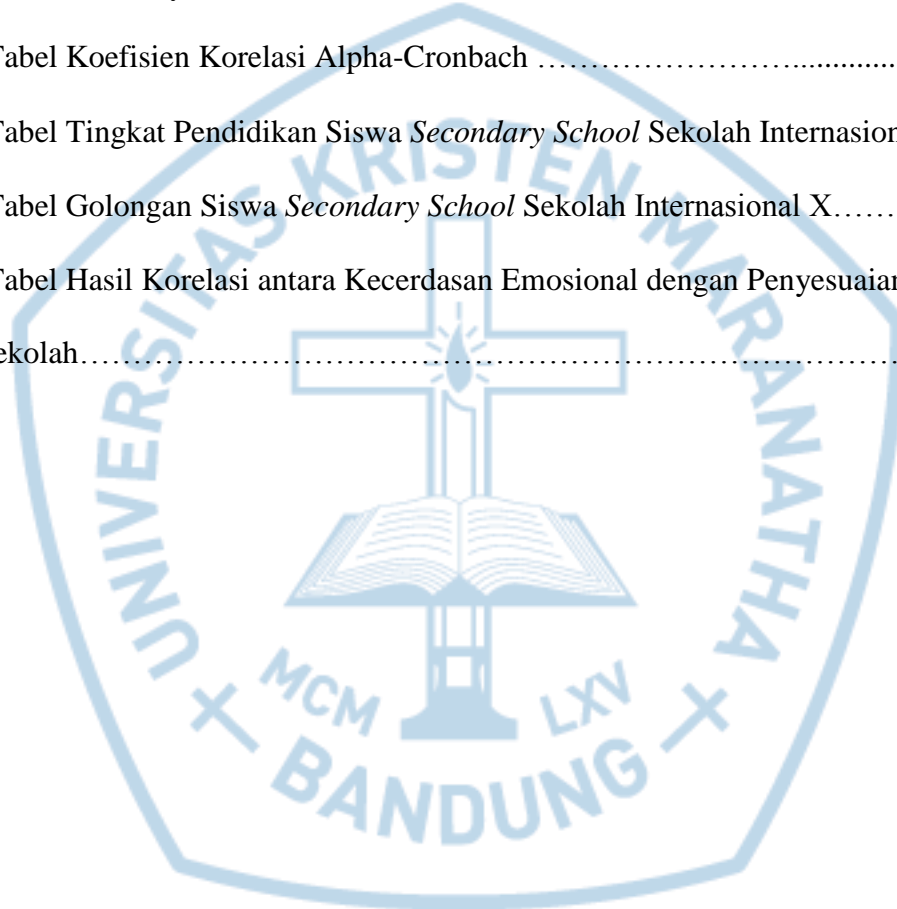 Tabel Koefisien Korelasi Alpha-Cronbach ……………………..............
Tabel Tingkat Pendidikan Siswa Secondary School Sekolah Internasion
Tabel Golongan Siswa Secondary School Sekolah Internasional X……
Tabel Hasil Korelasi antara Kecerdasan Emosional dengan Penyesuaian
ekolah……………………………………………………………………….
UNIVERSITAS KRISTEN MARANATHA
MCM LXV
BANDUNG